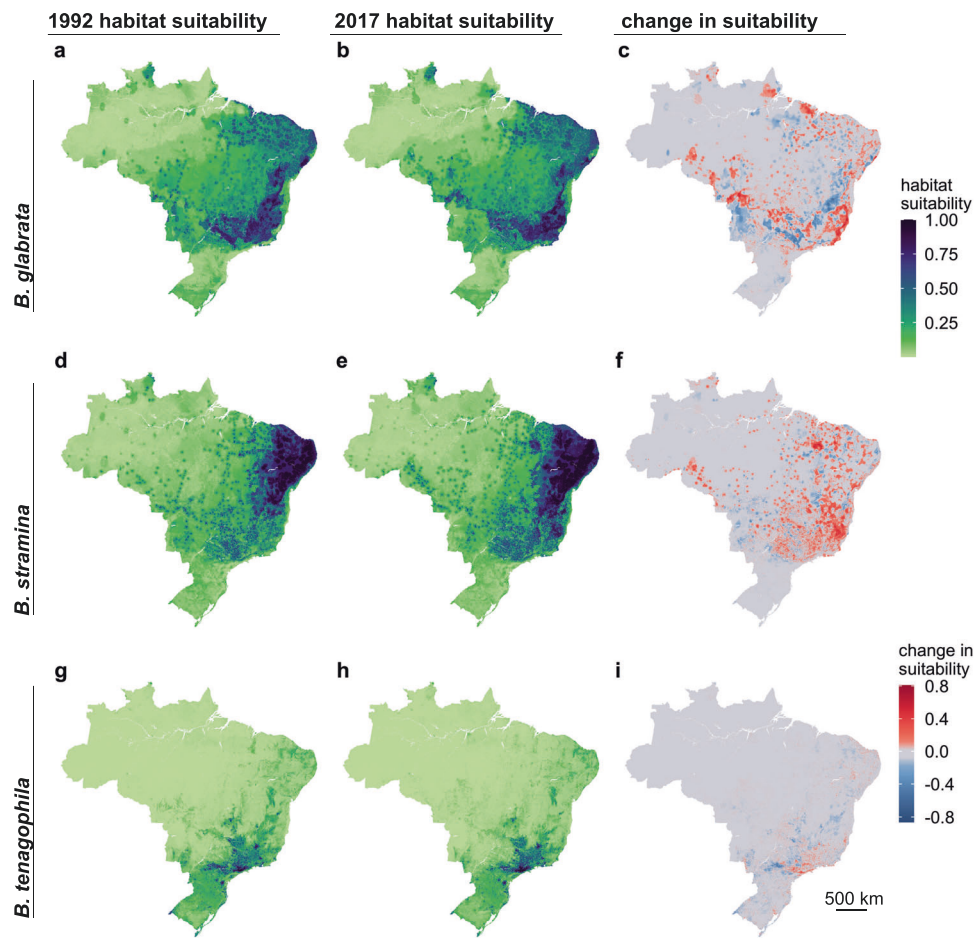 1992 habitat suitability
2017 habitat suitability
change in suitability
a
b
c
B. glabrata
habitat
suitability
1.00
0.75
0.50
0.25
d
e
f
B. stramina
g
h
i
B. tenagophila
change in
suitability
0.8
0.4
0.0
-0.4
-0.8
500 km